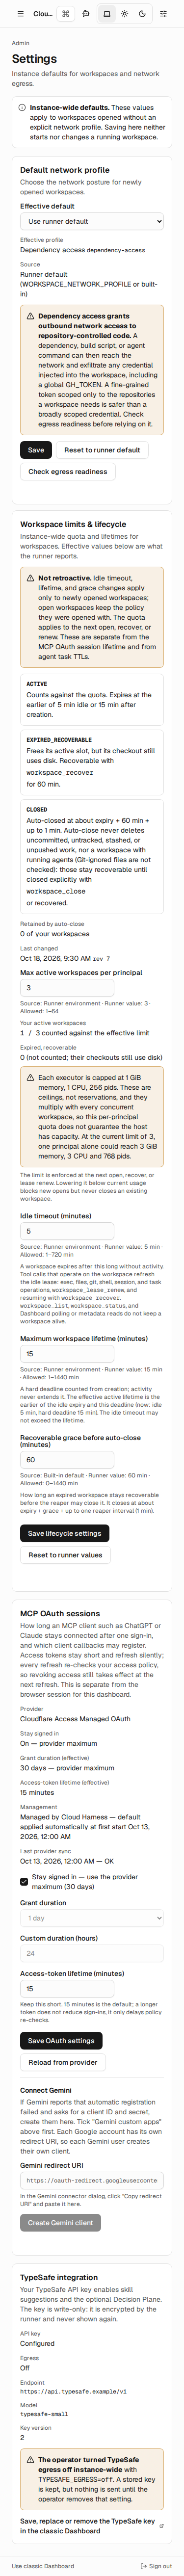 Clou...
Admin
Settings
Instance defaults for workspaces and network
egress.
Instance-wide defaults. These values
apply to workspaces opened without an
explicit network profile. Saving here neither
starts nor changes a running workspace.
Default network profile
Choose the network posture for newly
opened workspaces.
Effective default
Use runner default
Effective profile
Dependency access dependency-access
Source
Runner default
(WORKSPACE_NETWORK_PROFILE or built-
in)
Dependency access grants
outbound network access to
repository-controlled code. A
dependency, build script, or agent
command can then reach the
network and exfiltrate any credential
injected into the workspace, including
a global GH_TOKEN. A fine-grained
token scoped only to the repositories
a workspace needs is safer than a
broadly scoped credential. Check
egress readiness before relying on it.
Save
Reset to runner default
Check egress readiness
Workspace limits & lifecycle
Instance-wide quota and lifetimes for
workspaces. Effective values below are what
the runner reports.
Not retroactive. Idle timeout,
lifetime, and grace changes apply
only to newly opened workspaces;
open workspaces keep the policy
they were opened with. The quota
applies to the next open, recover, or
renew. These are separate from the
MCP OAuth session lifetime and from
agent task TTLs.
ACTIVE
Counts against the quota. Expires at the
earlier of 5 min idle or 15 min after
creation.
EXPIRED_RECOVERABLE
Frees its active slot, but its checkout still
uses disk. Recoverable with
workspace_recover
for 60 min.
CLOSED
Auto-closed at about expiry + 60 min +
up to 1 min. Auto-close never deletes
uncommitted, untracked, stashed, or
unpushed work, nor a workspace with
running agents (Git-ignored files are not
checked): those stay recoverable until
closed explicitly with
workspace_close
or recovered.
Retained by auto-close
0 of your workspaces
Last changed
Oct 18, 2026, 9:30 AM rev 7
Max active workspaces per principal
3
Source: Runner environment · Runner value: 3 ·
Allowed: 1–64
Your active workspaces
1 / 3 counted against the effective limit
Expired, recoverable
0 (not counted; their checkouts still use disk)
Each executor is capped at 1 GiB
memory, 1 CPU, 256 pids. These are
ceilings, not reservations, and they
multiply with every concurrent
workspace, so this per-principal
quota does not guarantee the host
has capacity. At the current limit of 3,
one principal alone could reach 3 GiB
memory, 3 CPU and 768 pids.
The limit is enforced at the next open, recover, or
lease renew. Lowering it below current usage
blocks new opens but never closes an existing
workspace.
Idle timeout (minutes)
5
Source: Runner environment · Runner value: 5 min ·
Allowed: 1–720 min
A workspace expires after this long without activity.
Tool calls that operate on the workspace refresh
the idle lease: exec, files, git, shell, session, and task
operations, workspace_lease_renew, and
resuming with workspace_recover.
workspace_list, workspace_status, and
Dashboard polling or metadata reads do not keep a
workspace alive.
Maximum workspace lifetime (minutes)
15
Source: Runner environment · Runner value: 15 min
· Allowed: 1–1440 min
A hard deadline counted from creation; activity
never extends it. The effective active lifetime is the
earlier of the idle expiry and this deadline (now: idle
5 min, hard deadline 15 min). The idle timeout may
not exceed the lifetime.
Recoverable grace before auto-close
(minutes)
60
Source: Built-in default · Runner value: 60 min ·
Allowed: 0–1440 min
How long an expired workspace stays recoverable
before the reaper may close it. It closes at about
expiry + grace + up to one reaper interval (1 min).
Save lifecycle settings
Reset to runner values
MCP OAuth sessions
How long an MCP client such as ChatGPT or
Claude stays connected after one sign-in,
and which client callbacks may register.
Access tokens stay short and refresh silently;
every refresh re-checks your access policy,
so revoking access still takes effect at the
next refresh. This is separate from the
browser session for this dashboard.
Provider
Cloudflare Access Managed OAuth
Stay signed in
On — provider maximum
Grant duration (effective)
30 days — provider maximum
Access-token lifetime (effective)
15 minutes
Management
Managed by Cloud Harness — default
applied automatically at first start Oct 13,
2026, 12:00 AM
Last provider sync
Oct 13, 2026, 12:00 AM — OK
Stay signed in — use the provider
maximum (30 days)
Grant duration
1 day
Custom duration (hours)
24
Access-token lifetime (minutes)
15
Keep this short. 15 minutes is the default; a longer
token does not reduce sign-ins, it only delays policy
re-checks.
Save OAuth settings
Reload from provider
Connect Gemini
If Gemini reports that automatic registration
failed and asks for a client ID and secret,
create them here. Tick "Gemini custom apps"
above first. Each Google account has its own
redirect URI, so each Gemini user creates
their own client.
Gemini redirect URI
https://oauth-redirect.googleuserconte
In the Gemini connector dialog, click "Copy redirect
URI" and paste it here.
Create Gemini client
TypeSafe integration
Your TypeSafe API key enables skill
suggestions and the optional Decision Plane.
The key is write-only: it is encrypted by the
runner and never shown again.
API key
Configured
Egress
Off
Endpoint
https://api.typesafe.example/v1
Model
typesafe-small
Key version
2
The operator turned TypeSafe
egress off instance-wide with
TYPESAFE_EGRESS=off. A stored key
is kept, but nothing is sent until the
operator removes that setting.
Save, replace or remove the TypeSafe key
in the classic Dashboard
Use classic Dashboard
Sign out